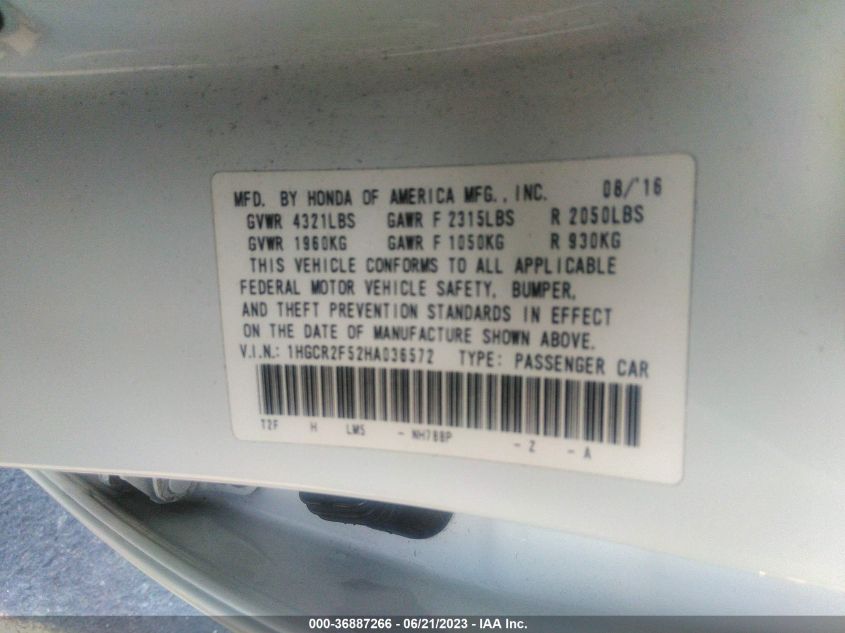 MFD. BY HONDA OF AMERICA MFG., INC. 08/'16
GVWR 4321LBS GAWR F 2315LBS R 2050LBS
GVWR 1960KG GAWR F 1050KG R 930KG
THIS VEHICLE CONFORMS TO ALL APPLICABLE
FEDERAL MOTOR VEHICLE SAFETY, BUMPER,
AND THEFT PREVENTION STANDARDS IN EFFECT
ON THE DATE OF MANUFACTURE SHOWN ABOVE.
V.I.N.: 1HGCR2F52HA036572 TYPE: PASSENGER CAR
T2F H LM5 - NH788P - Z - A
000-36887266 - 06/21/2023 - IAA Inc.